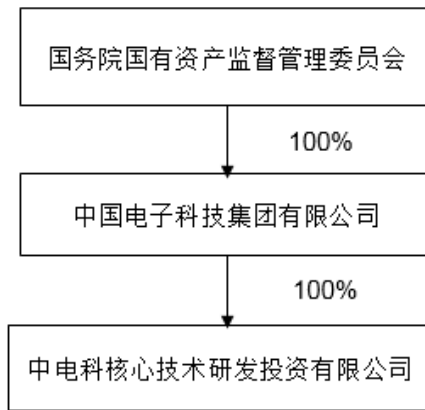 国务院国有资产监督管理委员会
100%
中国电子科技集团有限公司
100%
中电科核心技术研发投资有限公司